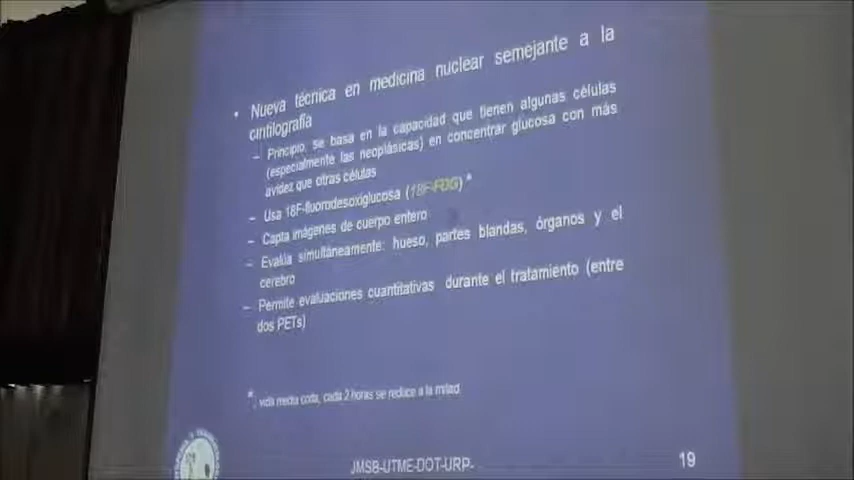 • Nueva técnica en medicina nuclear semejante a la
cintilografía
– Principio, se basa en la capacidad que tienen algunas células
(especialmente las neoplásicas) en concentrar glucosa con más
avidez que otras células
– Usa 18F-fluorodesoxiglucosa (18F-FDG) *
– Capta imágenes de cuerpo entero
– Evalúa simultáneamente: hueso, partes blandas, órganos y el
cerebro
– Permite evaluaciones cuantitativas durante el tratamiento (entre
dos PETs)
*, vida media corta, cada 2 horas se reduce a la mitad
JMSB-UTME-DOT-URP-
19